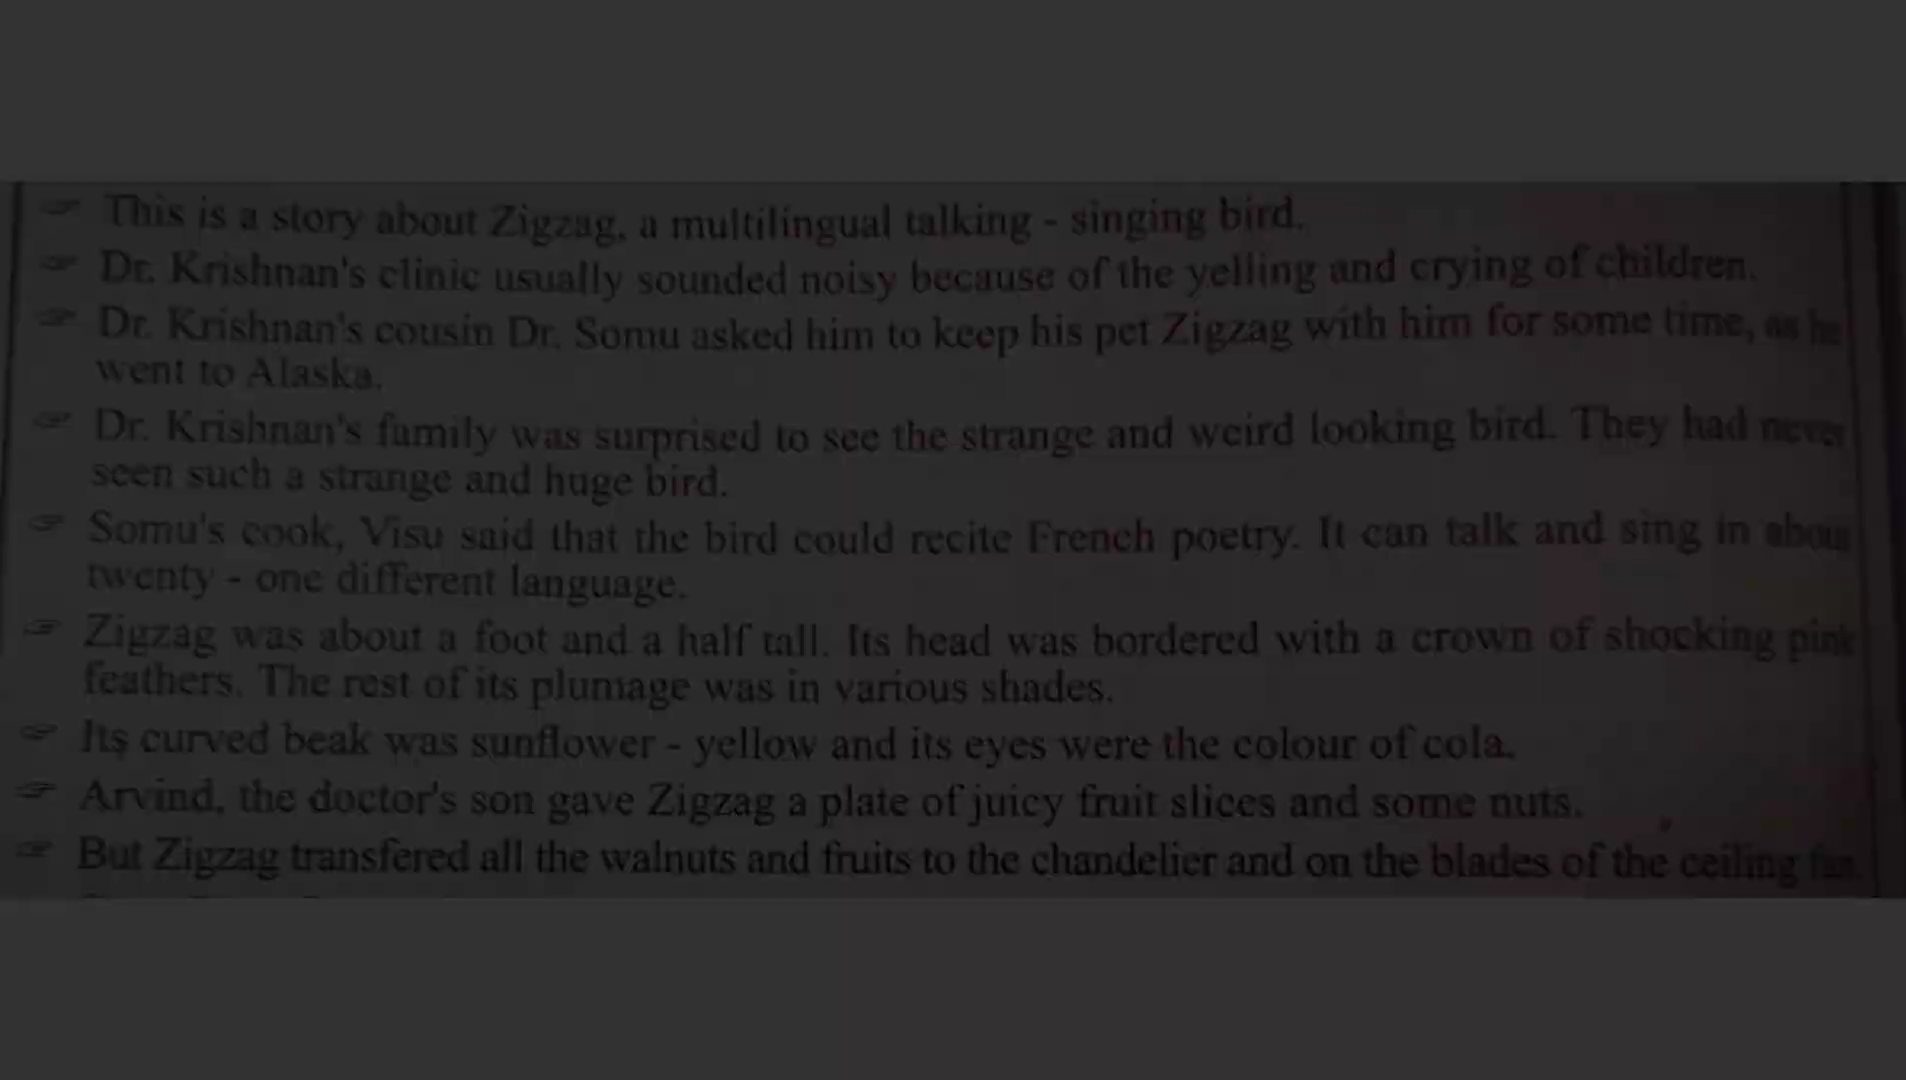 This is a story about Zigzag, a multilingual talking - singing bird.
Dr. Krishnan's clinic usually sounded noisy because of the yelling and crying of children.
Dr. Krishnan's cousin Dr. Somu asked him to keep his pet Zigzag with him for some time, as he
went to Alaska.
Dr. Krishnan's family was surprised to see the strange and weird looking bird. They had never
seen such a strange and huge bird.
Somu's cook, Visu said that the bird could recite French poetry. It can talk and sing in about
twenty - one different language.
Zigzag was about a foot and a half tall. Its head was bordered with a crown of shocking pink
feathers. The rest of its plumage was in various shades.
Its curved beak was sunflower - yellow and its eyes were the colour of cola.
Arvind, the doctor's son gave Zigzag a plate of juicy fruit slices and some nuts.
But Zigzag transfered all the walnuts and fruits to the chandelier and on the blades of the ceiling fan.